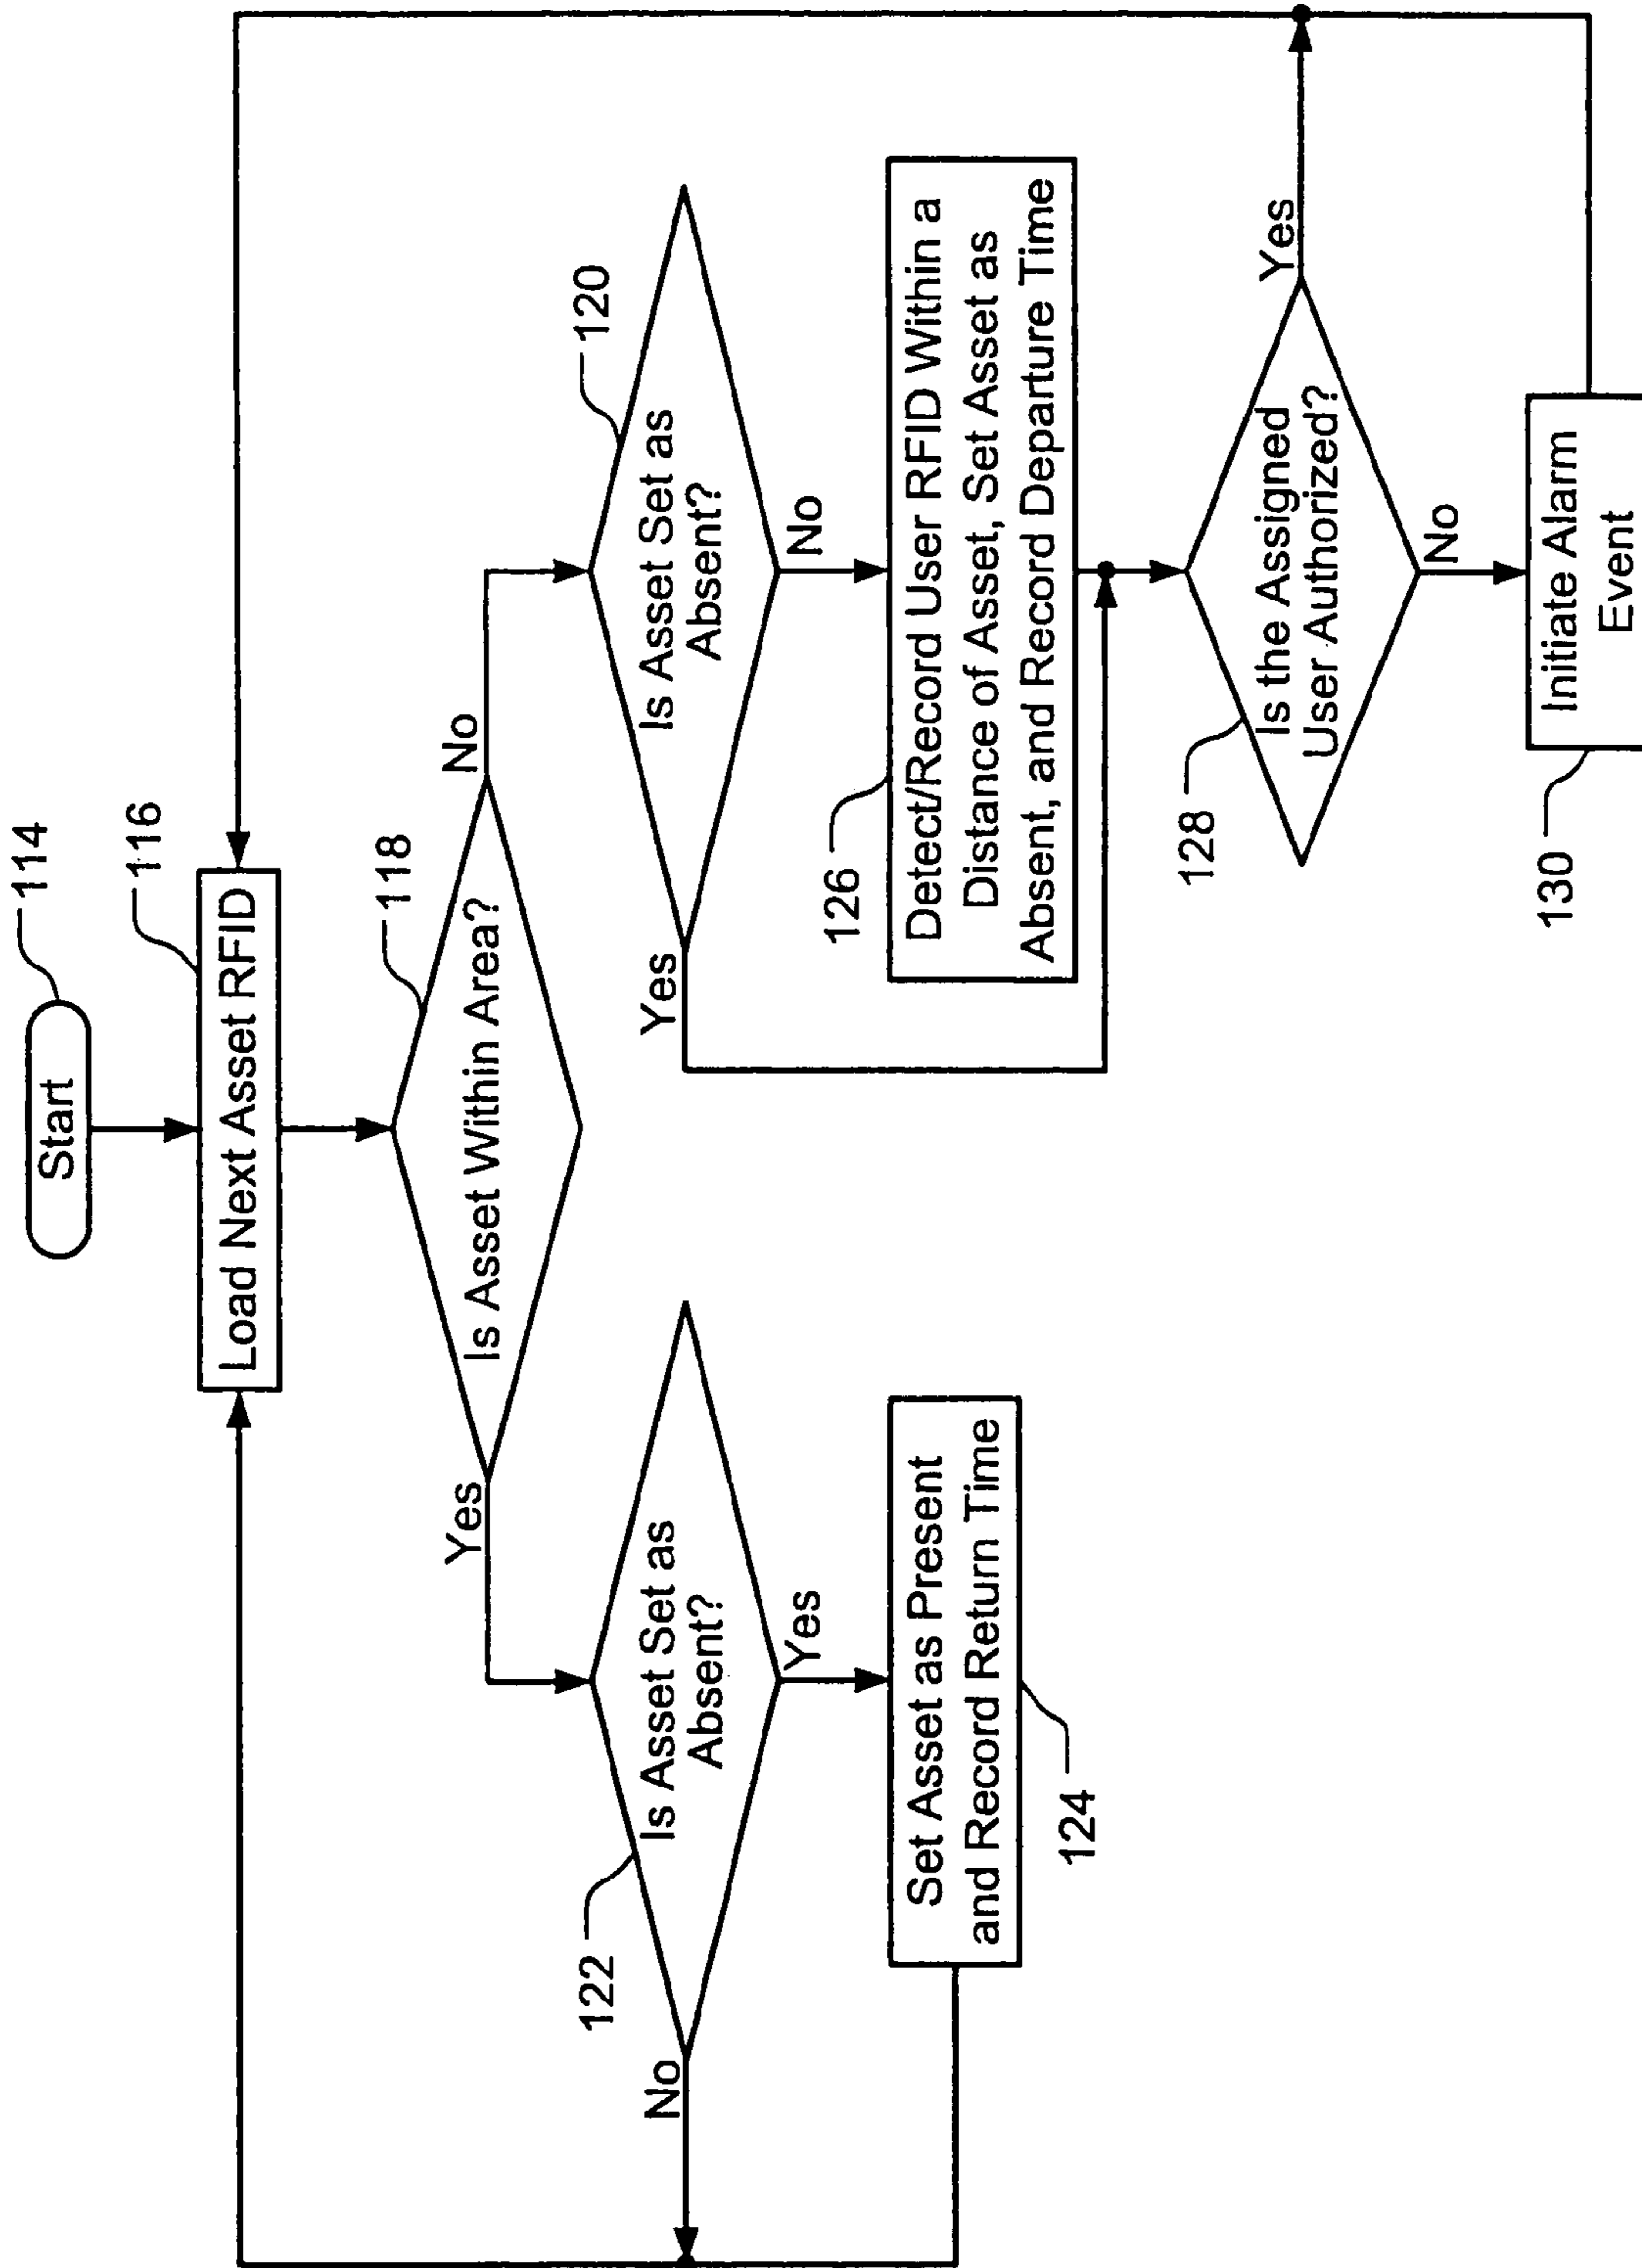 Start
114
Load Next Asset RFID
116
Is Asset Within Area?
118
Yes
No
Is Asset Set as
Absent?
122
No
Yes
Set Asset as Present
and Record Return Time
124
Is Asset Set as
Absent?
120
Yes
No
126
Detect/Record User RFID Within a
Distance of Asset, Set Asset as
Absent, and Record Departure Time
128
Is the Assigned
User Authorized?
Yes
No
Initiate Alarm
Event
130